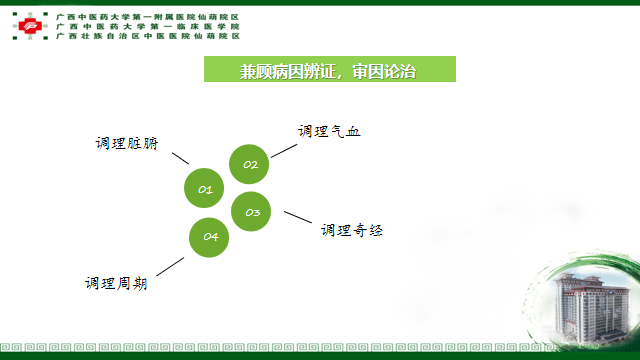 广西中医药大学第一附属医院仙葫院区
广西中医药大学第一临床医学院
广西壮族自治区中医医院仙葫院区
兼顾病因辨证，审因论治
调理脏腑
01
02
调理气血
03
调理奇经
04
调理周期